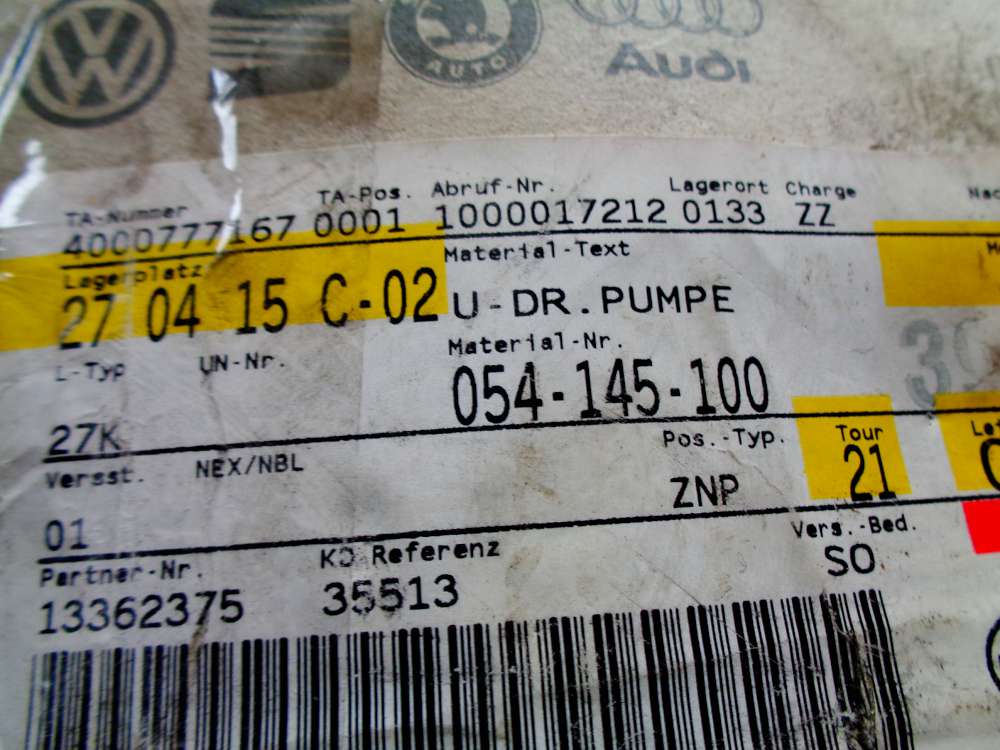 AUTO
Audi
TA-Nummer TA-Pos. Abruf-Nr. Lagerort Charge
4000777167 0001 1000017212 0133 ZZ
Lagerplatz Material-Text
27 04 15 C-02 U-DR.PUMPE
L-Typ UN-Nr. Material-Nr.
27K 054-145-100
Versst. NEX/NBL Pos.-Typ. Tour
01 ZNP 21
Partner-Nr. KD Referenz Vers.-Bed.
13362375 35513 SO